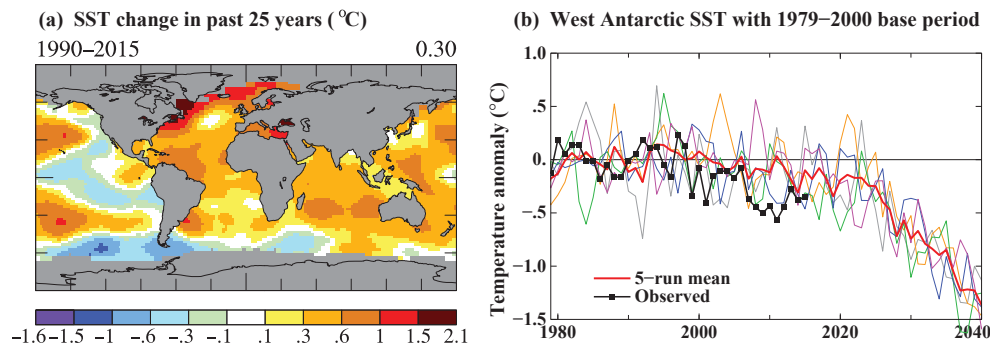 (a) SST change in past 25 years (°C)
1990−2015 0.30
-1.6 -1.5 -1 -.6 -.3 -.1 .1 .3 .6 1 1.5 2.1
(b) West Antarctic SST with 1979−2000 base period
Temperature anomaly (°C)
1.0
.5
0.0
−.5
−1.0
−1.5
5−run mean
Observed
1980 2000 2020 2040